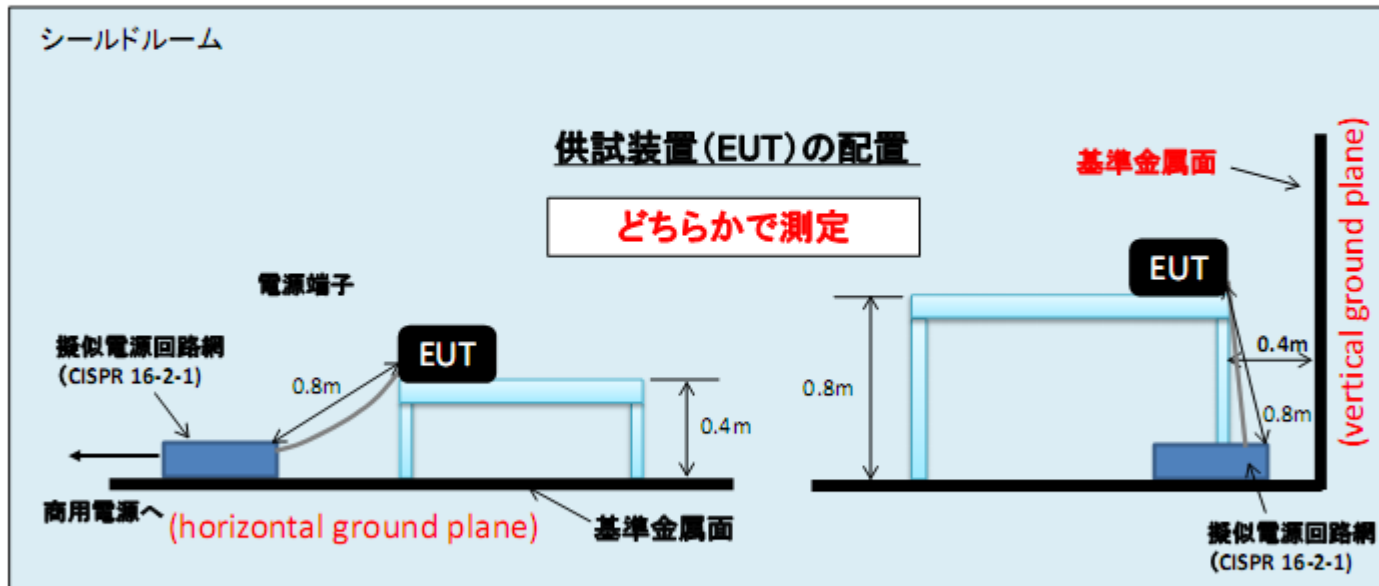 シールドルーム
供試装置(EUT)の配置
どちらかで測定
電源端子
擬似電源回路網
(CISPR 16-2-1)
EUT
0.8m
0.4m
商用電源へ
(horizontal ground plane)
基準金属面
基準金属面
(vertical ground plane)
EUT
0.8m
0.4m
0.8m
擬似電源回路網
(CISPR 16-2-1)